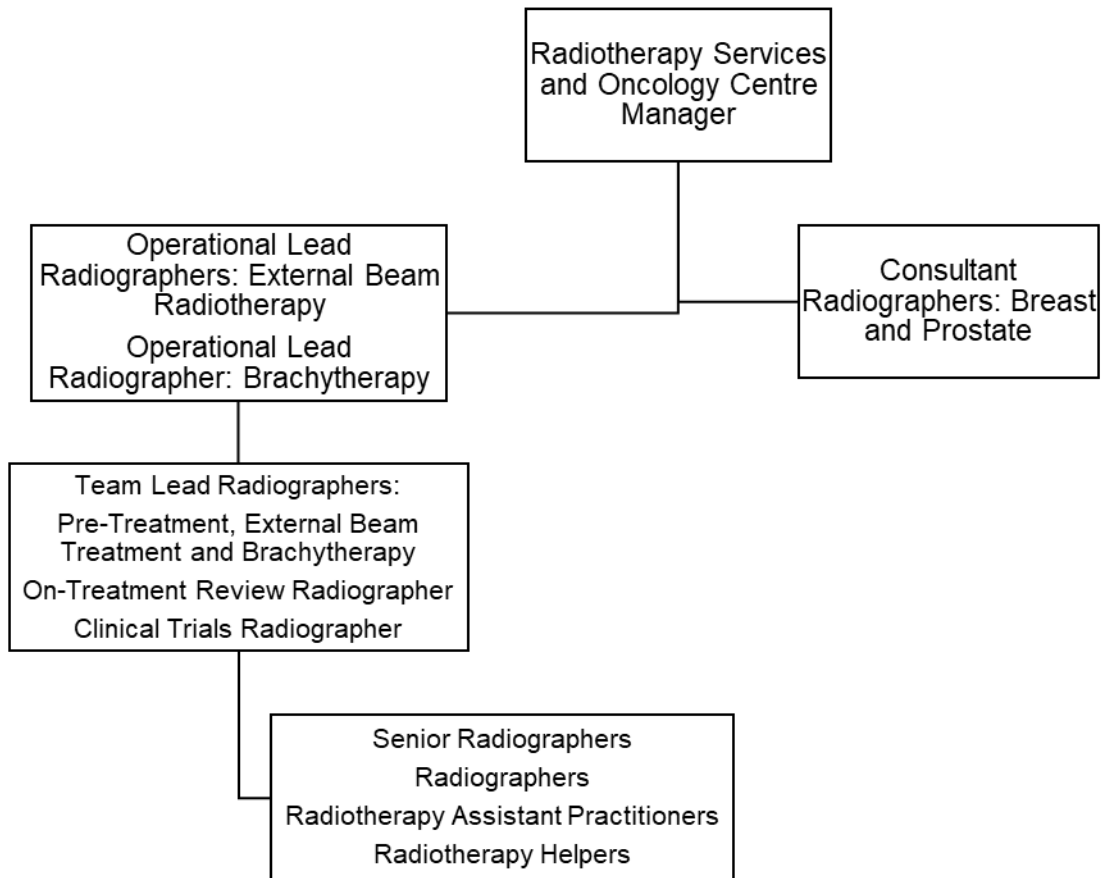 Radiotherapy Services
and Oncology Centre
Manager
Operational Lead
Radiographers: External Beam
Radiotherapy
Operational Lead
Radiographer: Brachytherapy
Consultant
Radiographers: Breast
and Prostate
Team Lead Radiographers:
Pre-Treatment, External Beam
Treatment and Brachytherapy
On-Treatment Review Radiographer
Clinical Trials Radiographer
Senior Radiographers
Radiographers
Radiotherapy Assistant Practitioners
Radiotherapy Helpers